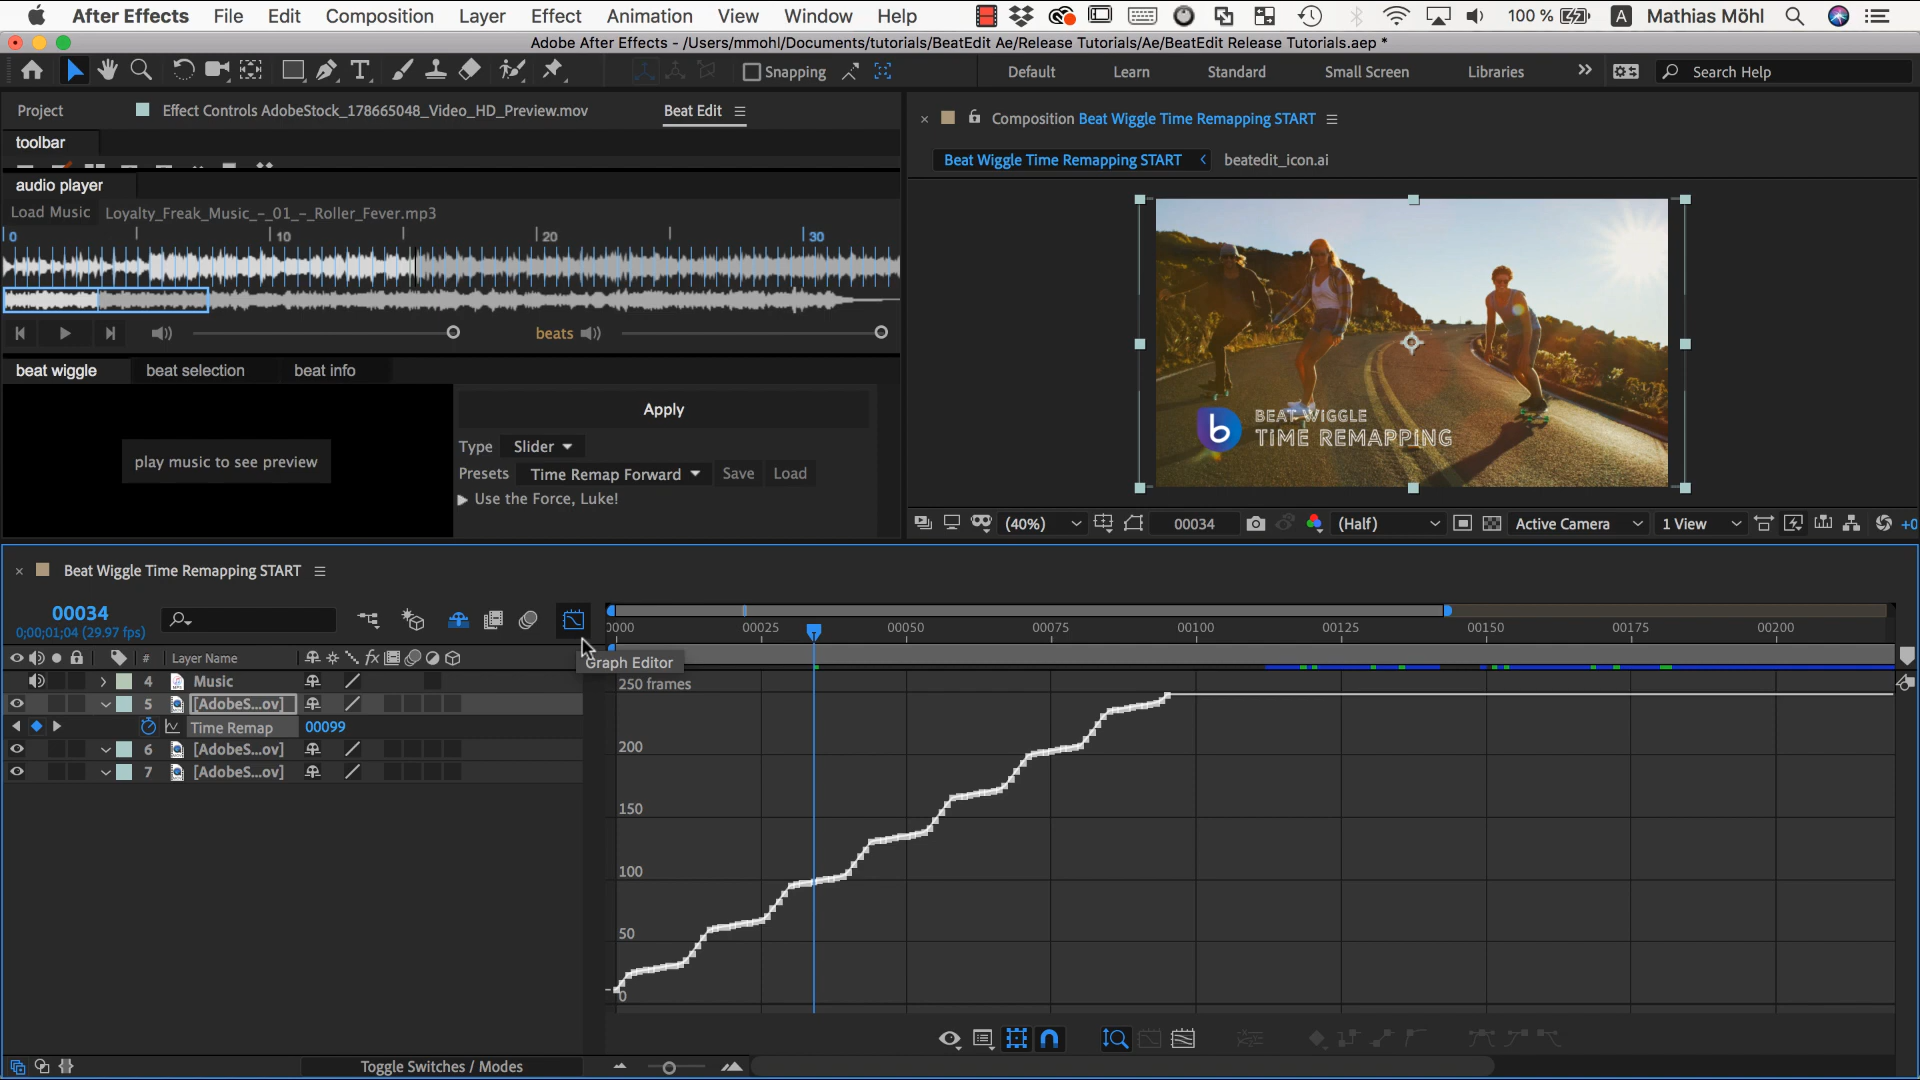 After Effects File Edit Composition Layer Effect Animation View Window Help 100 % A Mathias Möhl
Adobe After Effects - /Users/mmohl/Documents/tutorials/BeatEdit Ae/Release Tutorials/Ae/BeatEdit Release Tutorials.aep *
Snapping Default Learn Standard Small Screen Libraries Search Help
Project Effect Controls AdobeStock_178665048_Video_HD_Preview.mov Beat Edit
Composition Beat Wiggle Time Remapping START
toolbar
Beat Wiggle Time Remapping START beatedit_icon.ai
audio player
Load Music Loyalty_Freak_Music_-_01_-_Roller_Fever.mp3
0 10 20 30
beats
beat wiggle beat selection beat info
Apply
Type Slider
play music to see preview
Presets Time Remap Forward Save Load
Use the Force, Luke!
b BEAT WIGGLE
TIME REMAPPING
(40%) 00034 (Half) Active Camera 1 View +0
Beat Wiggle Time Remapping START
00034
0;00;01;04 (29.97 fps)
0000 00025 00050 00075 00100 00125 00150 00175 00200
# Layer Name fx
Graph Editor
4 Music
250 frames
5 [AdobeS...ov]
Time Remap 00099
6 [AdobeS...ov]
200
7 [AdobeS...ov]
150
100
50
0
Toggle Switches / Modes